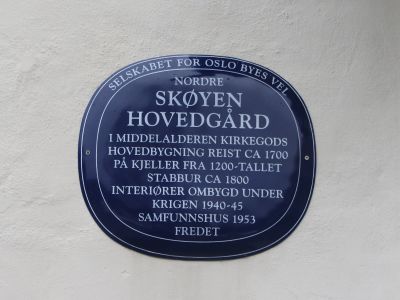 SELSKABET FOR OSLO BYES VEL
NORDRE
SKØYEN
HOVEDGÅRD
I MIDDELALDEREN KIRKEGODS
HOVEDBYGNING REIST CA 1700
PÅ KJELLER FRA 1200-TALLET
STABBUR CA 1800
INTERIØRER OMBYGD UNDER
KRIGEN 1940-45
SAMFUNNSHUS 1953
FREDET